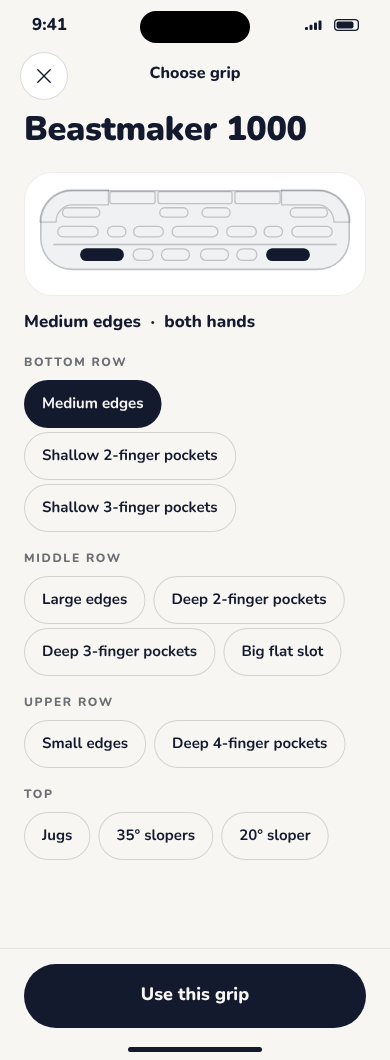 9:41
Choose grip
Beastmaker 1000
Medium edges · both hands
BOTTOM ROW
Medium edges
Shallow 2-finger pockets
Shallow 3-finger pockets
MIDDLE ROW
Large edges
Deep 2-finger pockets
Deep 3-finger pockets
Big flat slot
UPPER ROW
Small edges
Deep 4-finger pockets
TOP
Jugs
35° slopers
20° sloper
Use this grip